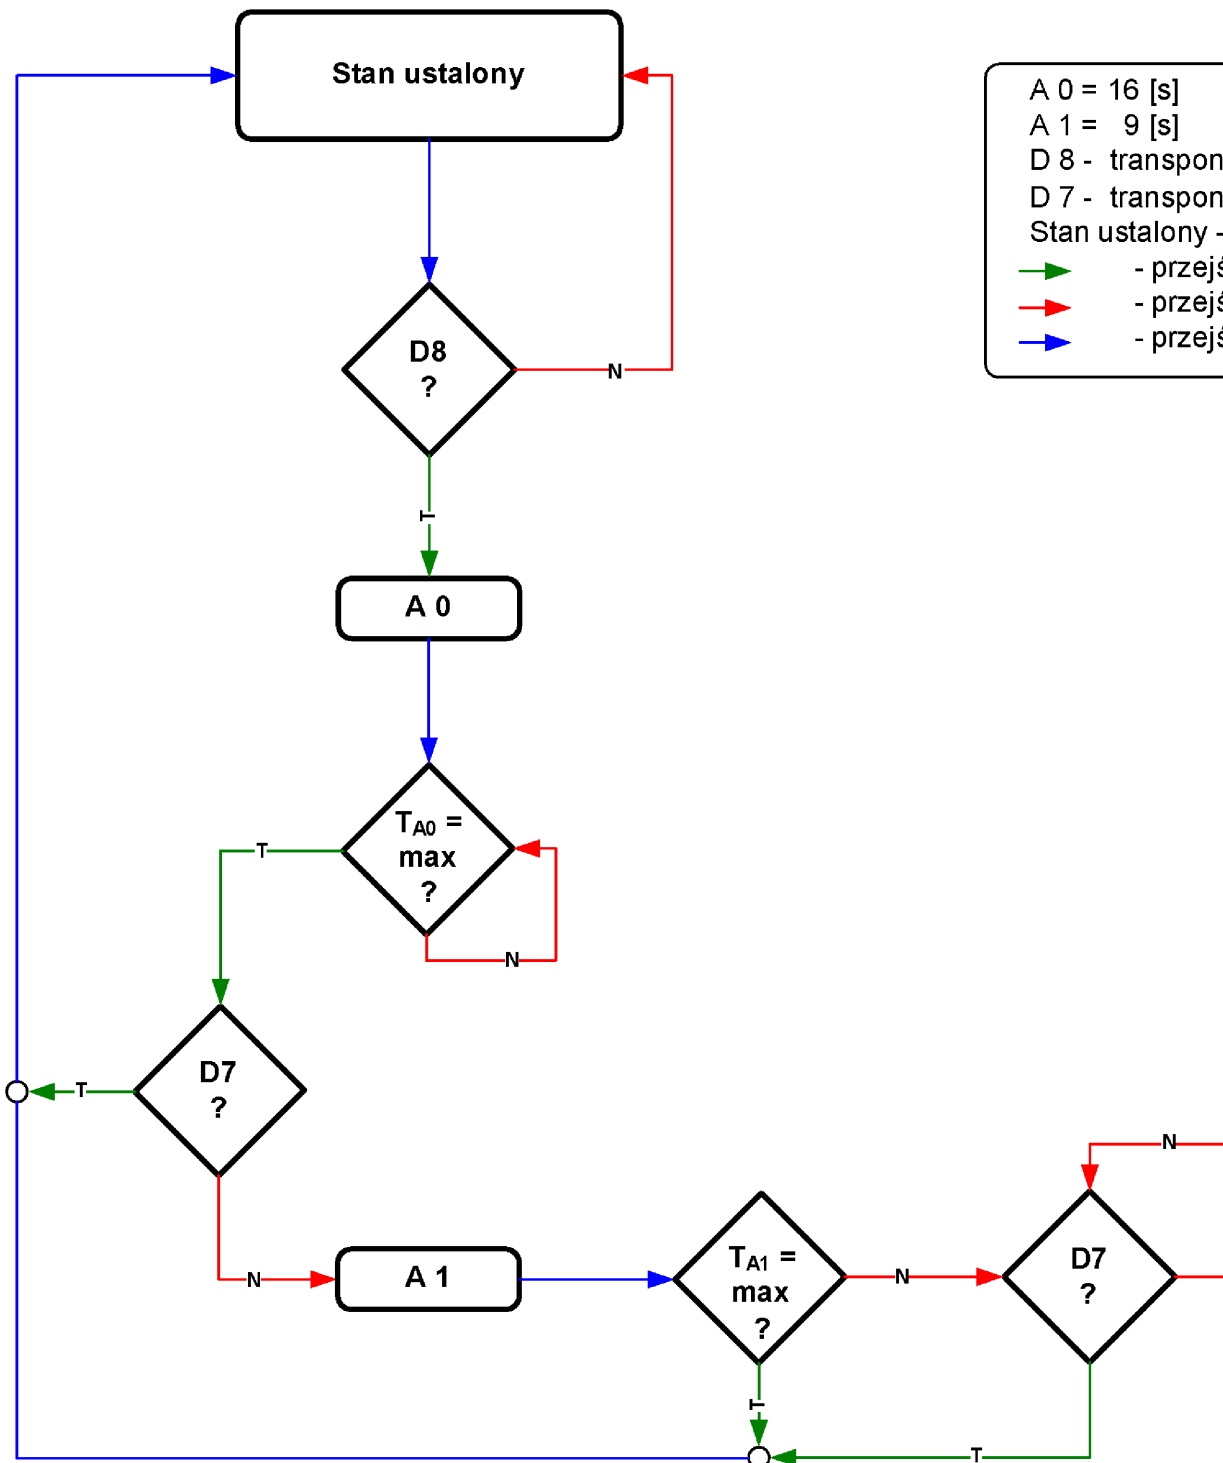 Stan ustalony
A 0 = 16 [s]
A 1 = 9 [s]
D 8 - transpon
D 7 - transpon
Stan ustalony -
- przejś
- przejś
- przejś
D8
?
N
T
A 0
TA0 =
max
?
T
N
D7
?
T
N
A 1
TA1 =
max
?
N
T
D7
?
N
T